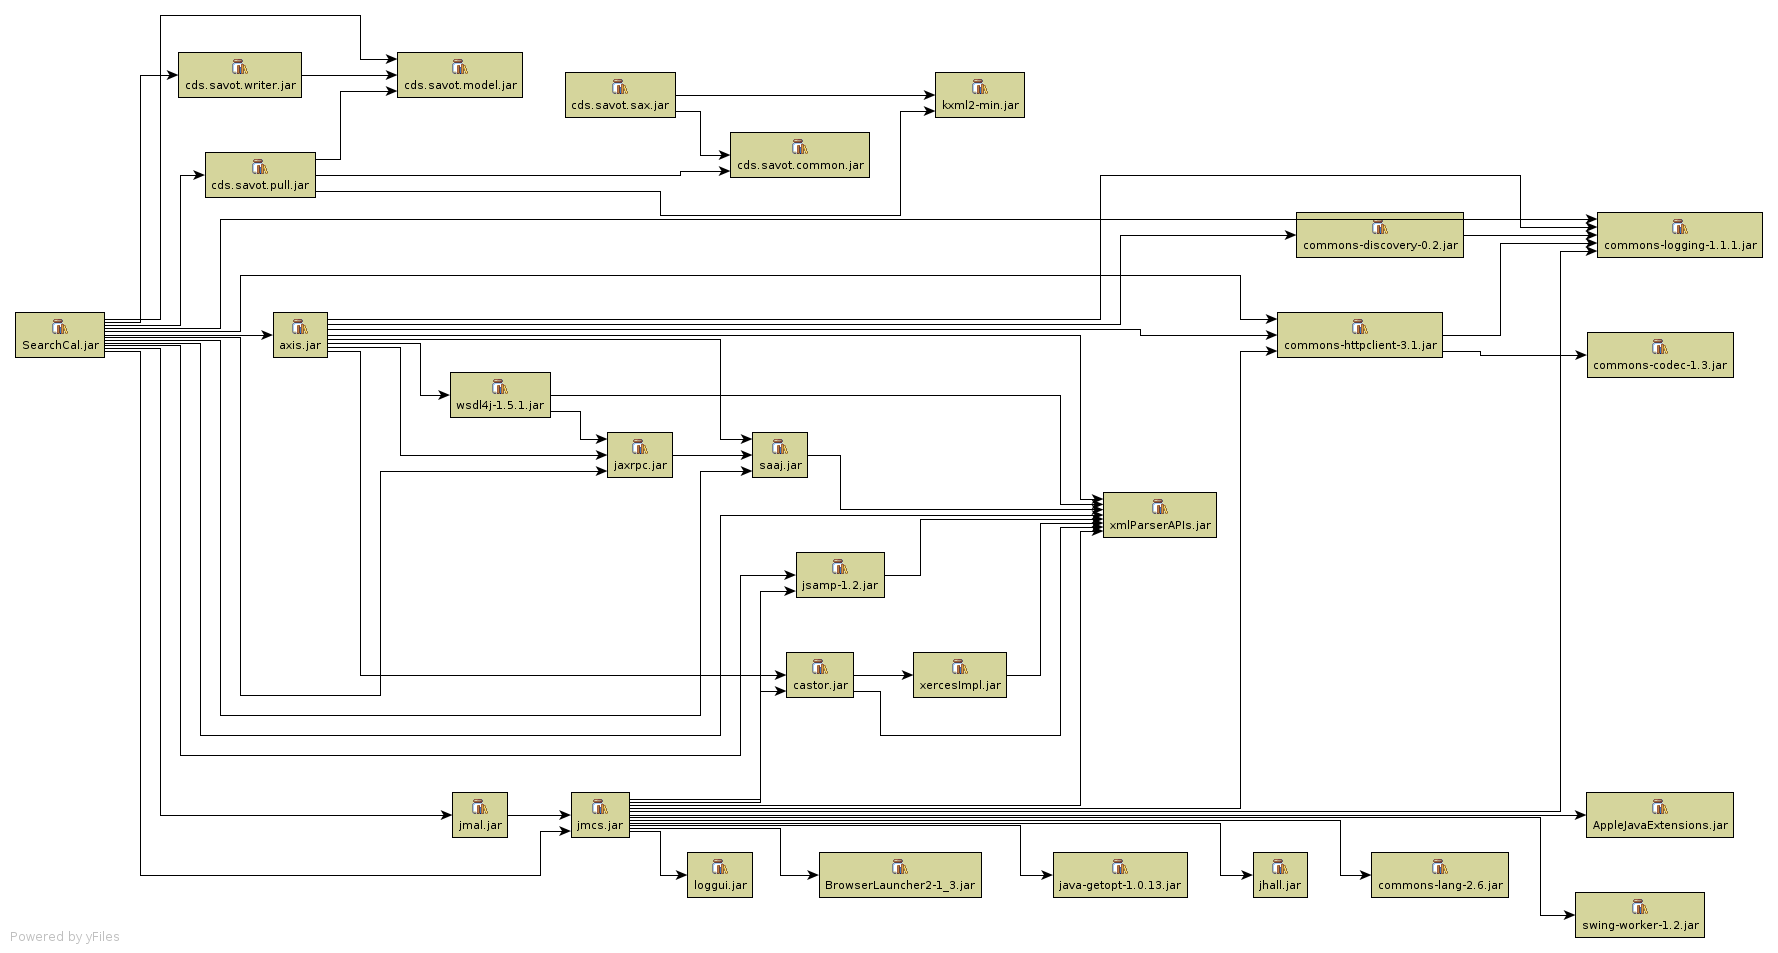 cds.savot.writer.jar
cds.savot.model.jar
cds.savot.sax.jar
kxml2-min.jar
cds.savot.common.jar
cds.savot.pull.jar
commons-discovery-0.2.jar
commons-logging-1.1.1.jar
SearchCal.jar
axis.jar
commons-httpclient-3.1.jar
commons-codec-1.3.jar
wsdl4j-1.5.1.jar
jaxrpc.jar
saaj.jar
xmlParserAPIs.jar
jsamp-1.2.jar
castor.jar
xercesImpl.jar
jmal.jar
jmcs.jar
AppleJavaExtensions.jar
loggui.jar
BrowserLauncher2-1_3.jar
java-getopt-1.0.13.jar
jhall.jar
commons-lang-2.6.jar
swing-worker-1.2.jar
Powered by yFiles